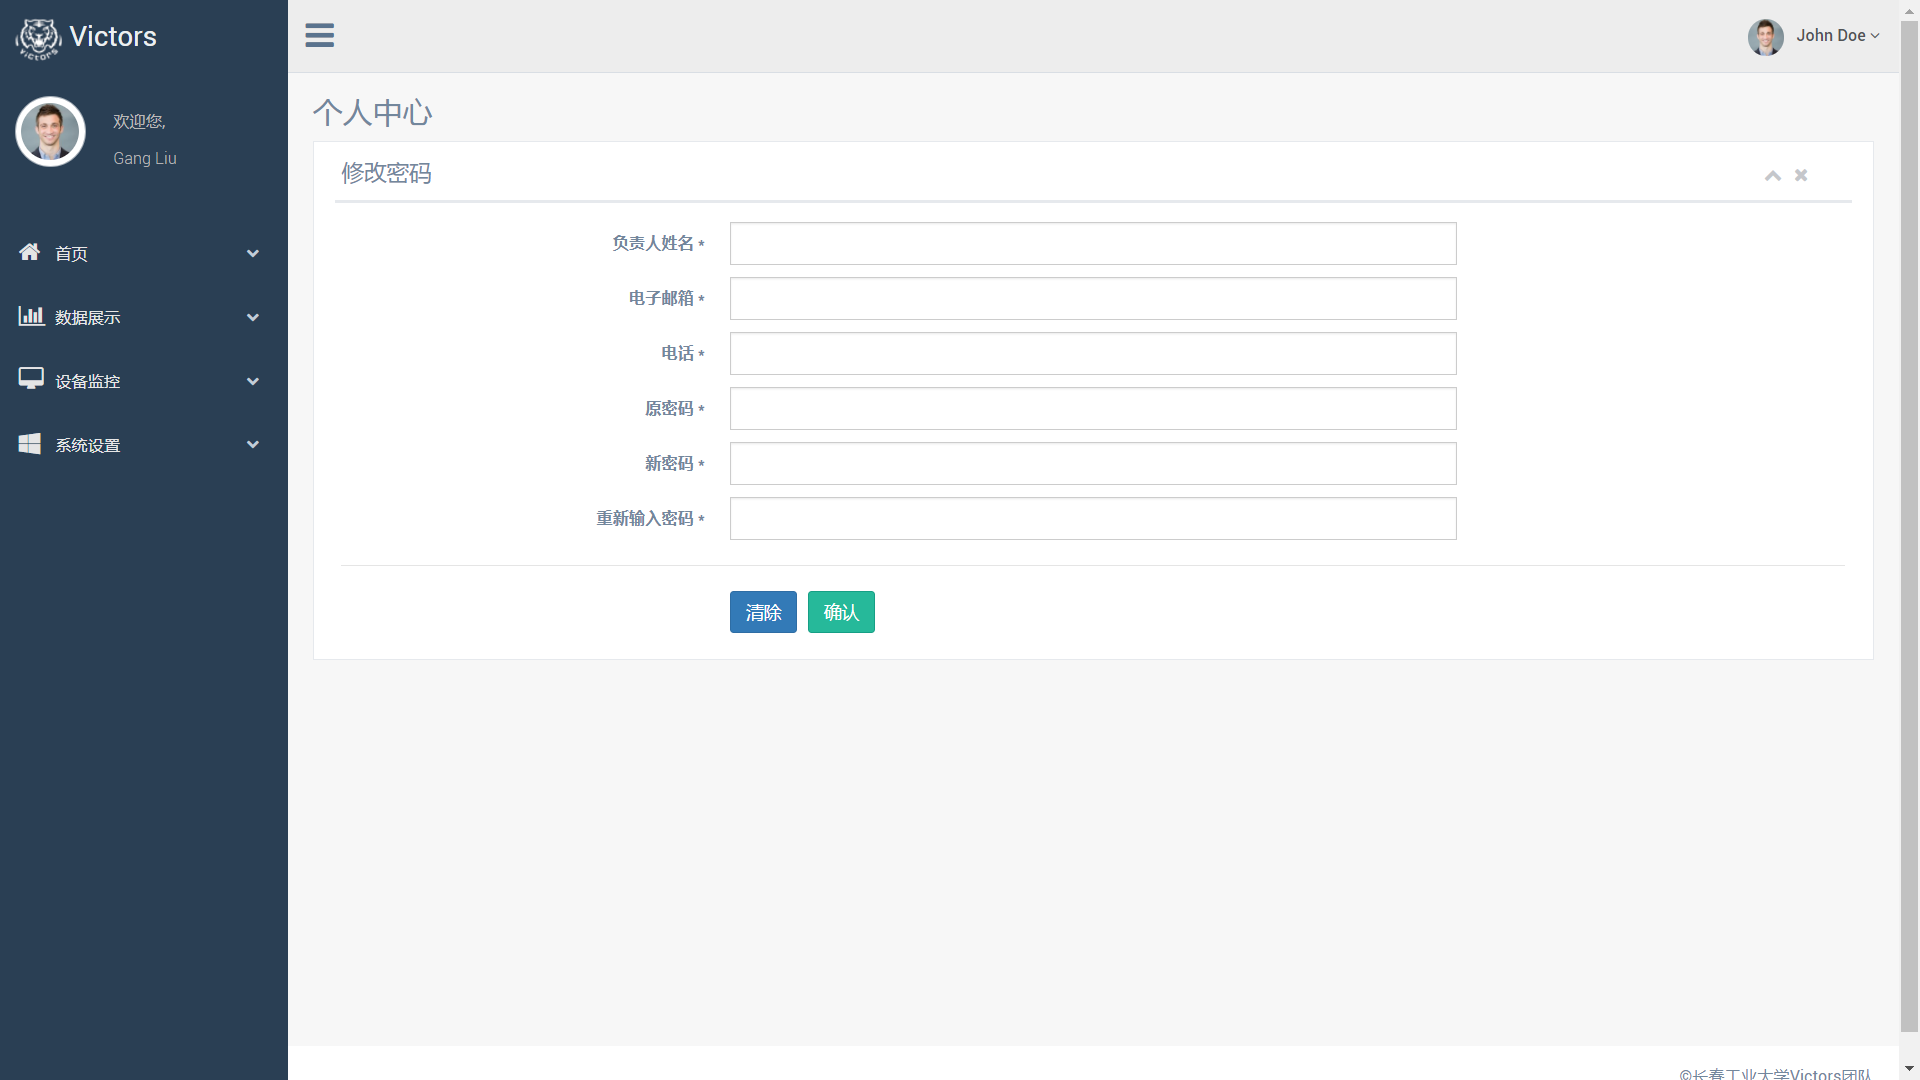 Victors
John Doe
欢迎您,
Gang Liu
首页
数据展示
设备监控
系统设置
个人中心
修改密码
负责人姓名 *
电子邮箱 *
电话 *
原密码 *
新密码 *
重新输入密码 *
清除 确认
©长春工业大学Victors团队